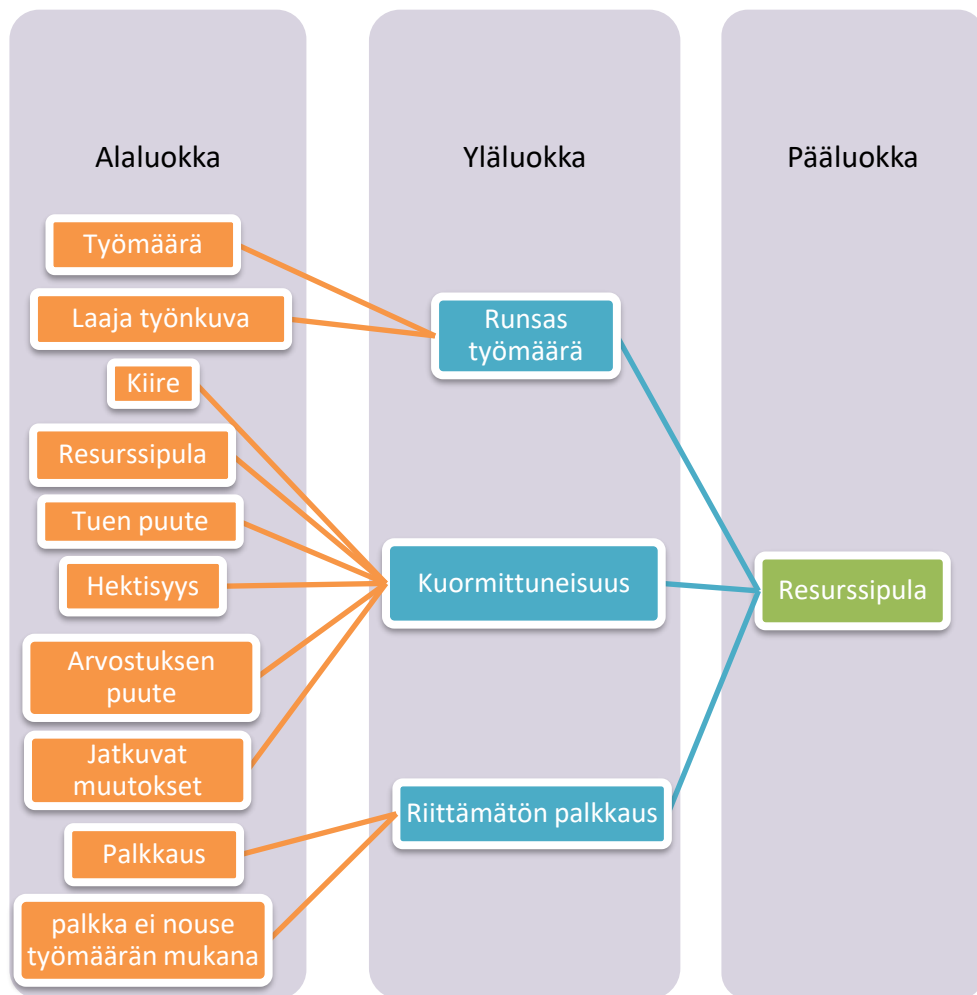 Alaluokka
Työmäärä
Laaja työnkuva
Kiire
Resurssipula
Tuen puute
Hektisyys
Arvostuksen
puute
Jatkuvat
muutokset
Palkkaus
palkka ei nouse
työmäärän mukana
Yläluokka
Runsas
työmäärä
Kuormittuneisuus
Riittämätön palkkaus
Pääluokka
Resurssipula